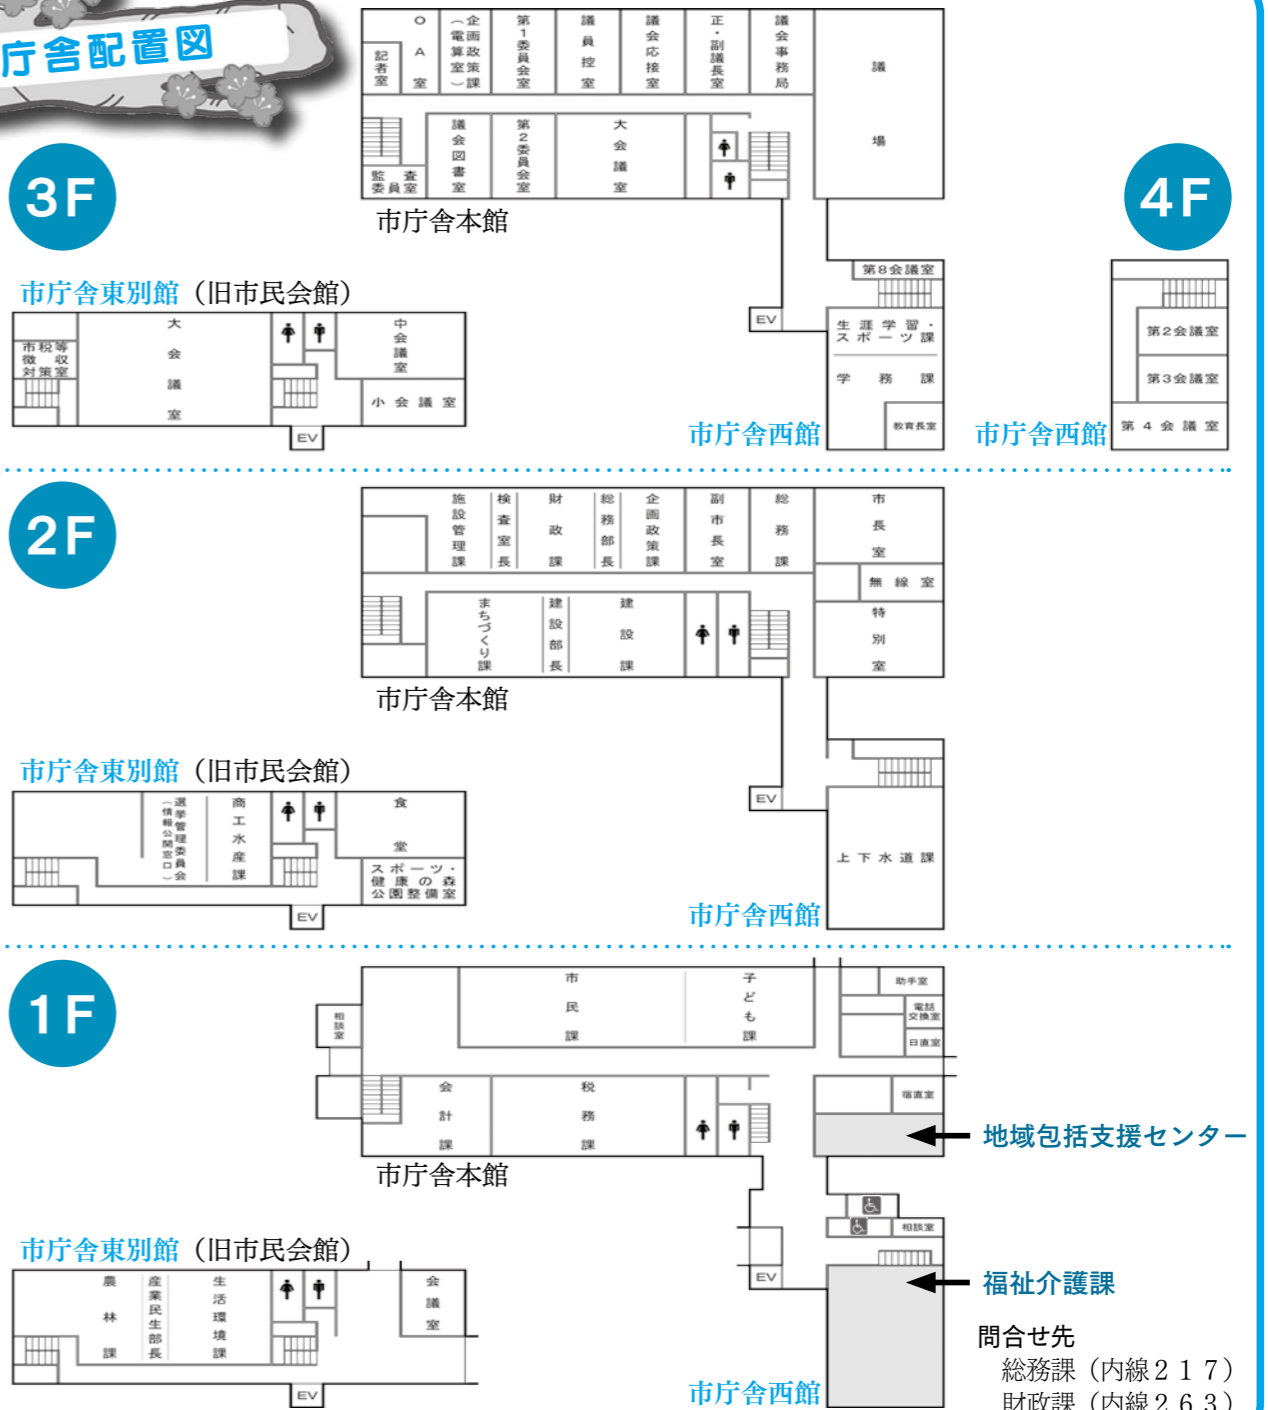 庁舎配置図
3F
記者室
OA室
企画政策課（電算室）
第1委員会室
議員控室
議会応接室
正・副議長室
議会事務局
議場
監査委員室
議会図書室
第2委員会室
大会議室
市庁舎本館
第8会議室
EV
生涯学習・スポーツ課
学務課
教育長室
市庁舎西館
市庁舎東別館（旧市民会館）
市税等徴収対策室
大会議室
中会議室
小会議室
EV
4F
第2会議室
第3会議室
第4会議室
市庁舎西館
2F
施設管理課
検査室長
財政課
総務部長
企画政策課
副市長室
総務課
市長室
無線室
特別室
まちづくり課
建設部長
建設課
市庁舎本館
EV
上下水道課
市庁舎西館
市庁舎東別館（旧市民会館）
選挙管理委員会（情報公開窓口）
商工水産課
食堂
スポーツ・健康の森公園整備室
EV
1F
相談室
市民課
子ども課
助手室
電話交換室
日直室
宿直室
会計課
税務課
地域包括支援センター
市庁舎本館
相談室
EV
福祉介護課
市庁舎西館
市庁舎東別館（旧市民会館）
農林課
産業民生部長
生活環境課
会議室
EV
問合せ先
総務課（内線２１７）
財政課（内線２６３）